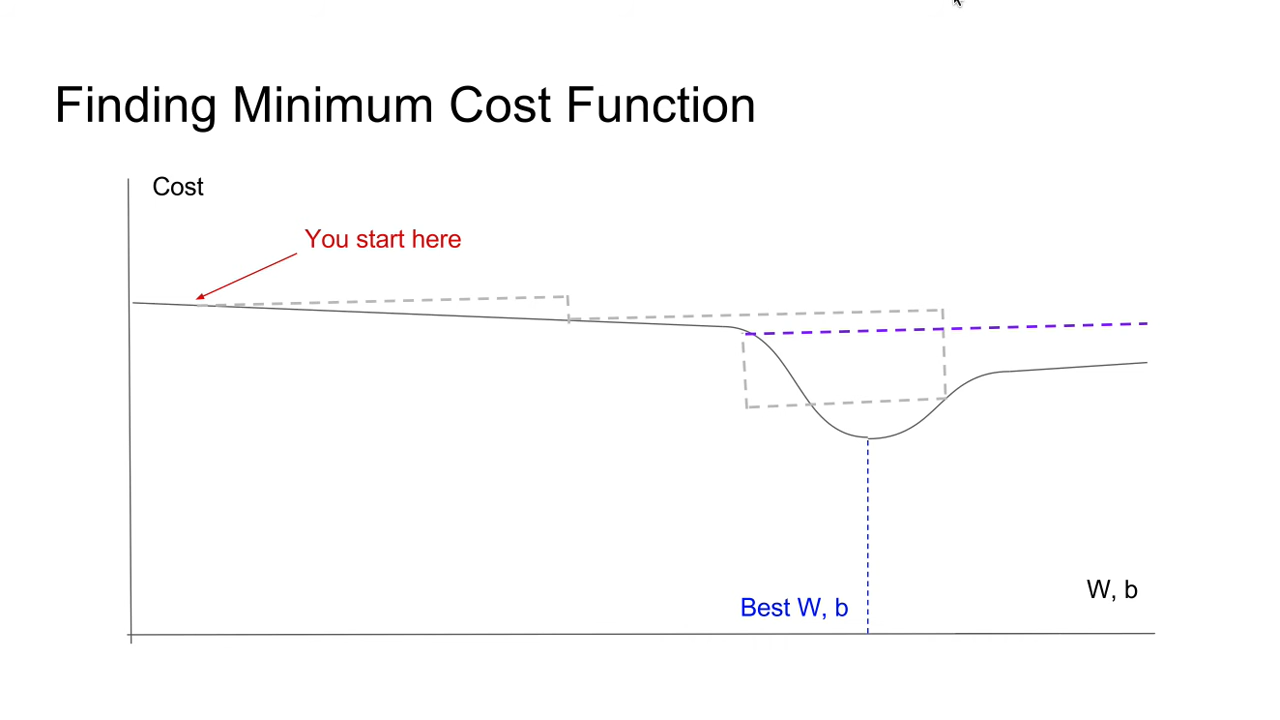 Finding Minimum Cost Function
Cost
You start here
W, b
Best W, b